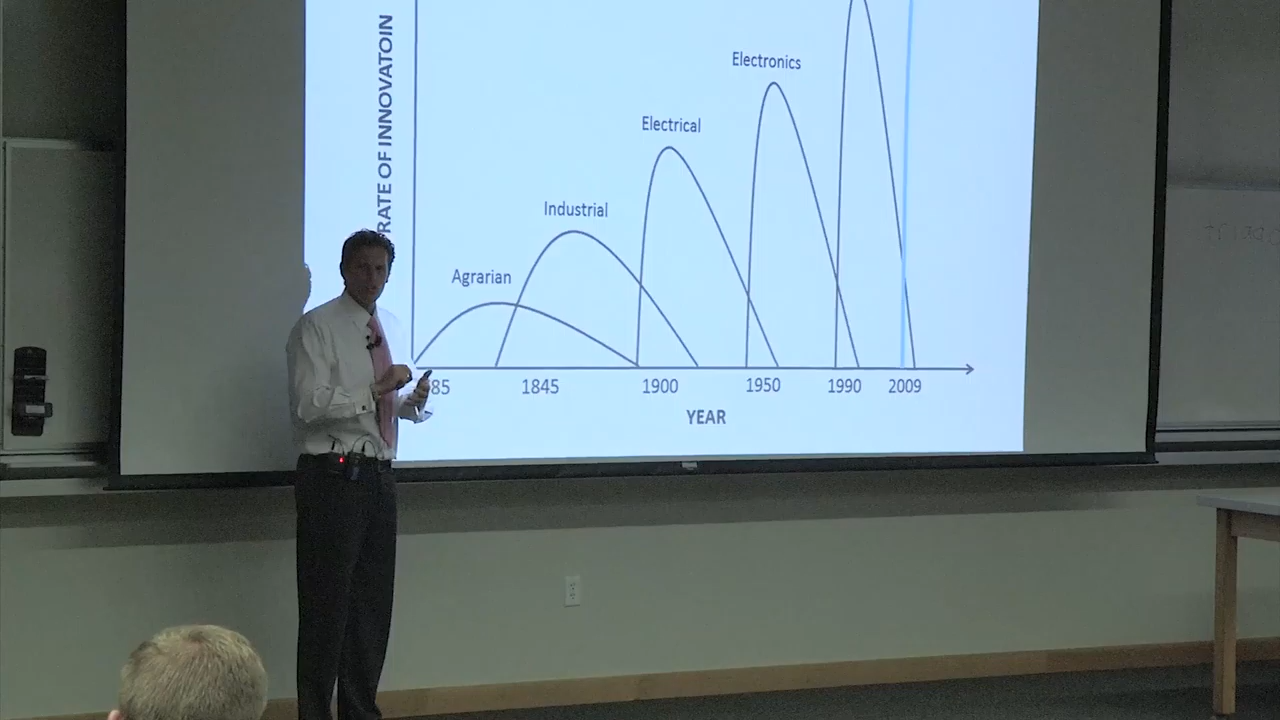 RATE OF INNOVATOIN
Electronics
Electrical
Industrial
Agrarian
85 1845 1900 1950 1990 2009
YEAR